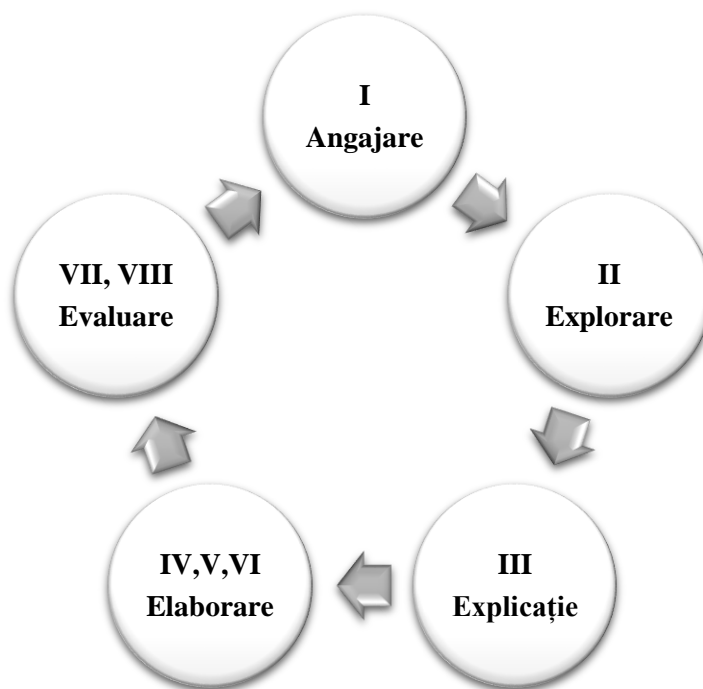 I
Angajare
II
Explorare
III
Explicație
IV,V,VI
Elaborare
VII, VIII
Evaluare